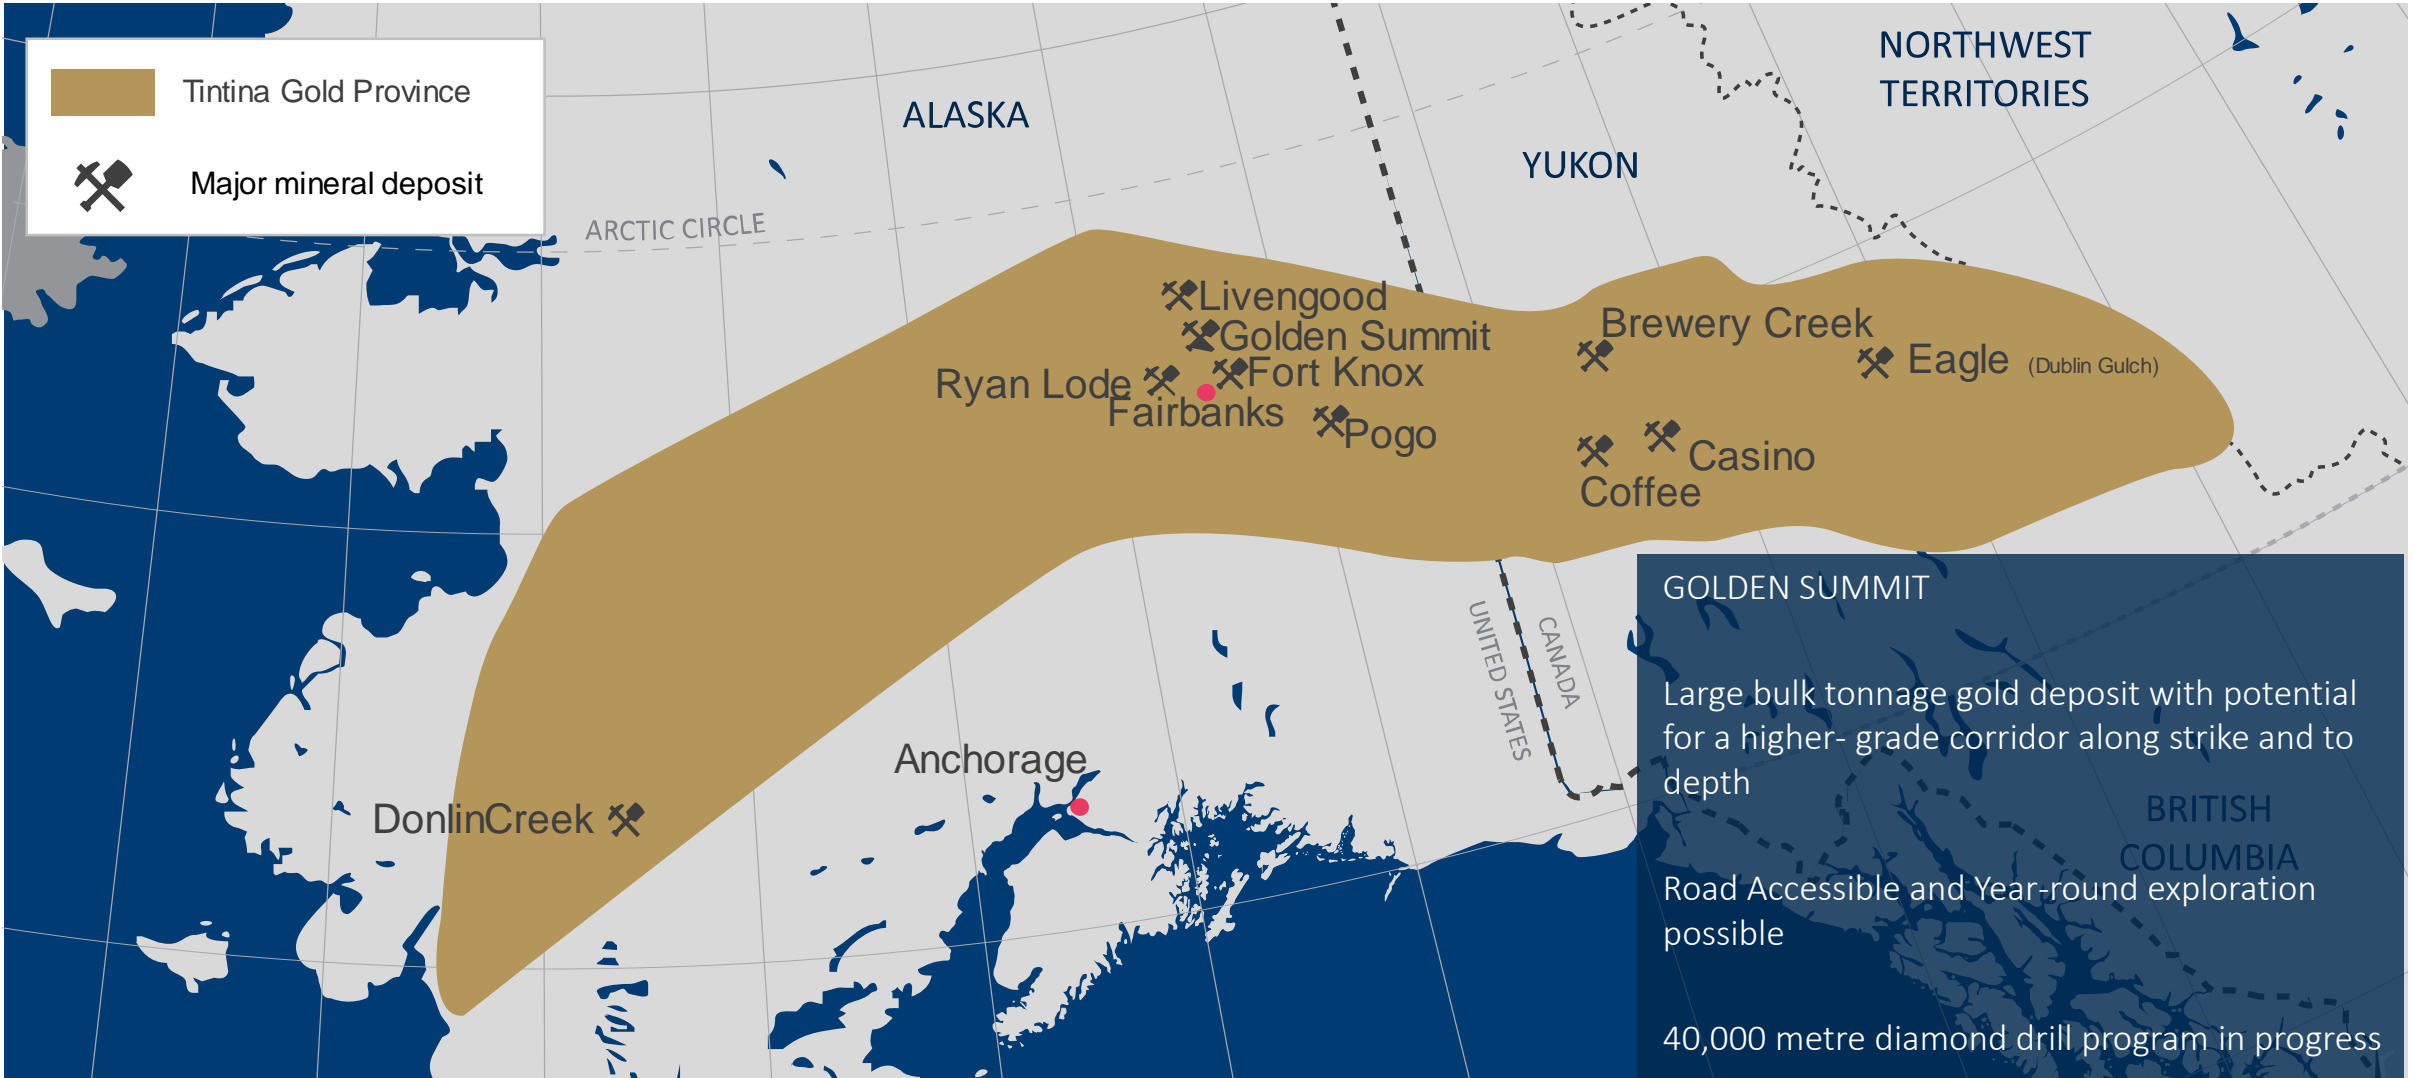 Tintina Gold Province
Major mineral deposit
ALASKA
YUKON
NORTHWEST
TERRITORIES
ARCTIC CIRCLE
Livengood
Golden Summit
Fort Knox
Ryan Lode
Fairbanks
Pogo
Brewery Creek
Eagle (Dublin Gulch)
Casino
Coffee
DonlinCreek
Anchorage
UNITED STATES
CANADA
BRITISH
COLUMBIA
GOLDEN SUMMIT
Large bulk tonnage gold deposit with potential
for a higher- grade corridor along strike and to
depth
Road Accessible and Year-round exploration
possible
40,000 metre diamond drill program in progress